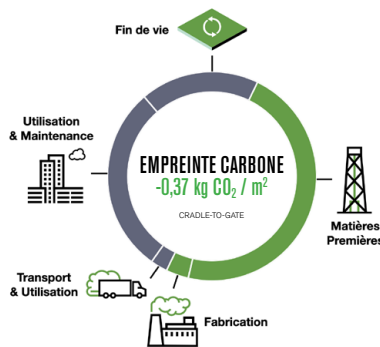 Fin de vie
Utilisation
& Maintenance
EMPREINTE CARBONE
-0,37 kg CO₂ / m²
CRADLE-TO-GATE
Matières
Premières
Transport
& Utilisation
Fabrication